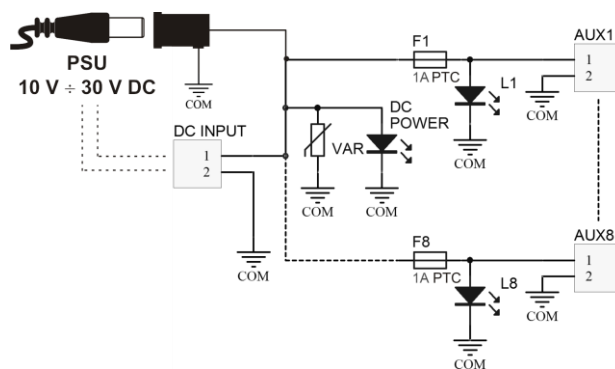 PSU
10 V ÷ 30 V DC
COM
DC INPUT
1
2
COM
VAR
COM
DC
POWER
COM
F1
1A PTC
L1
COM
AUX1
1
2
COM
F8
1A PTC
L8
COM
AUX8
1
2
COM